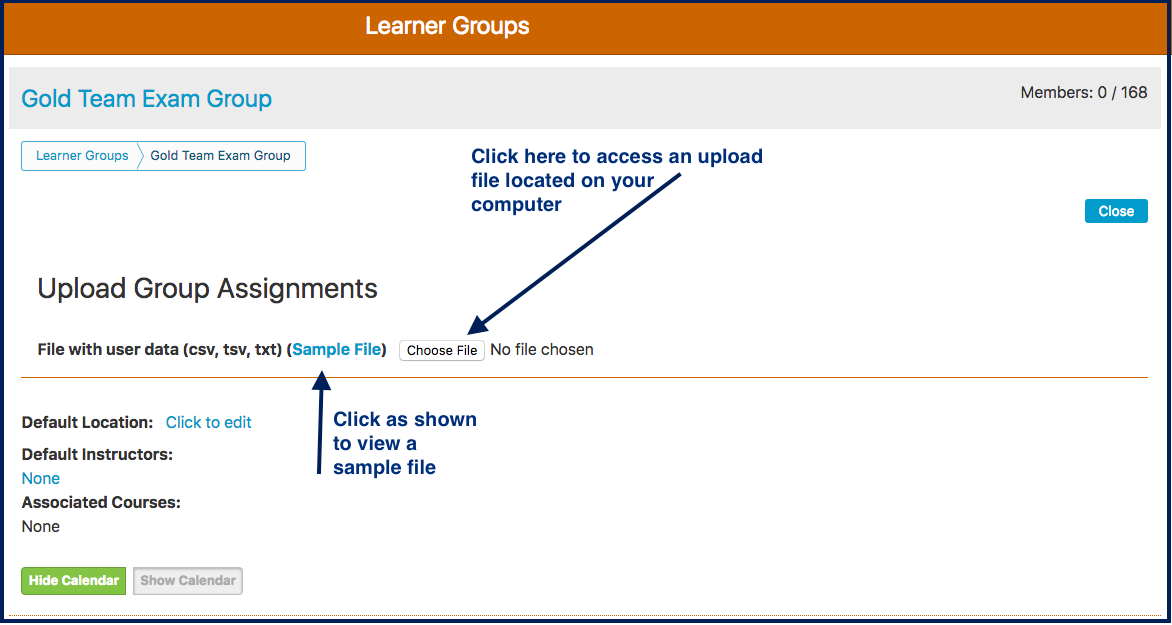 Learner Groups
Gold Team Exam Group
Members: 0 / 168
Learner Groups
Gold Team Exam Group
Click here to access an upload
file located on your
computer
Close
Upload Group Assignments
File with user data (csv, tsv, txt) (Sample File)
Choose File
No file chosen
Click as shown
to view a
sample file
Default Location: Click to edit
Default Instructors:
None
Associated Courses:
None
Hide Calendar
Show Calendar